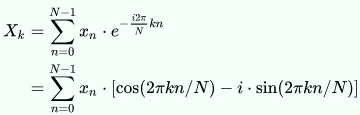 X_k = \sum_{n=0}^{N-1} x_n \cdot e^{-\frac{i2\pi}{N}kn}
= \sum_{n=0}^{N-1} x_n \cdot [\cos(2\pi kn/N) - i \cdot \sin(2\pi kn/N)]